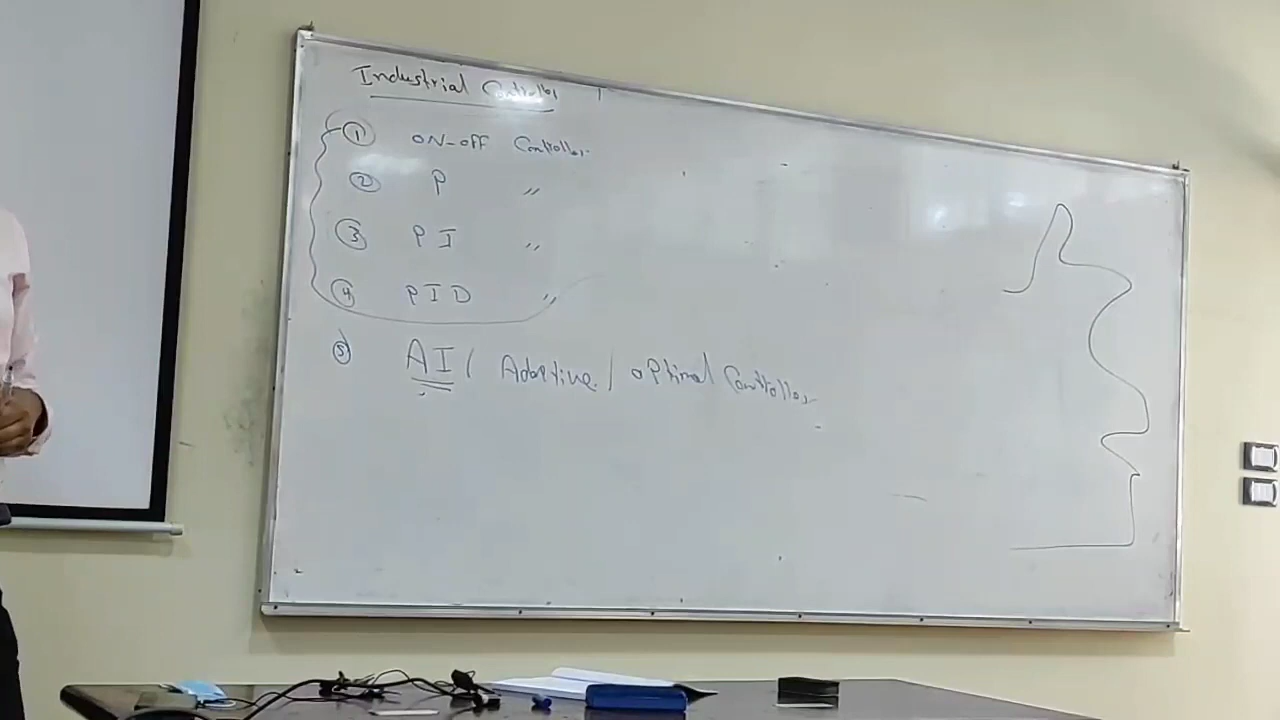 Industrial Controller
① ON-OFF Controller
② P "
③ PI "
④ PID "
⑤ AI / Adaptive / optimal Controller